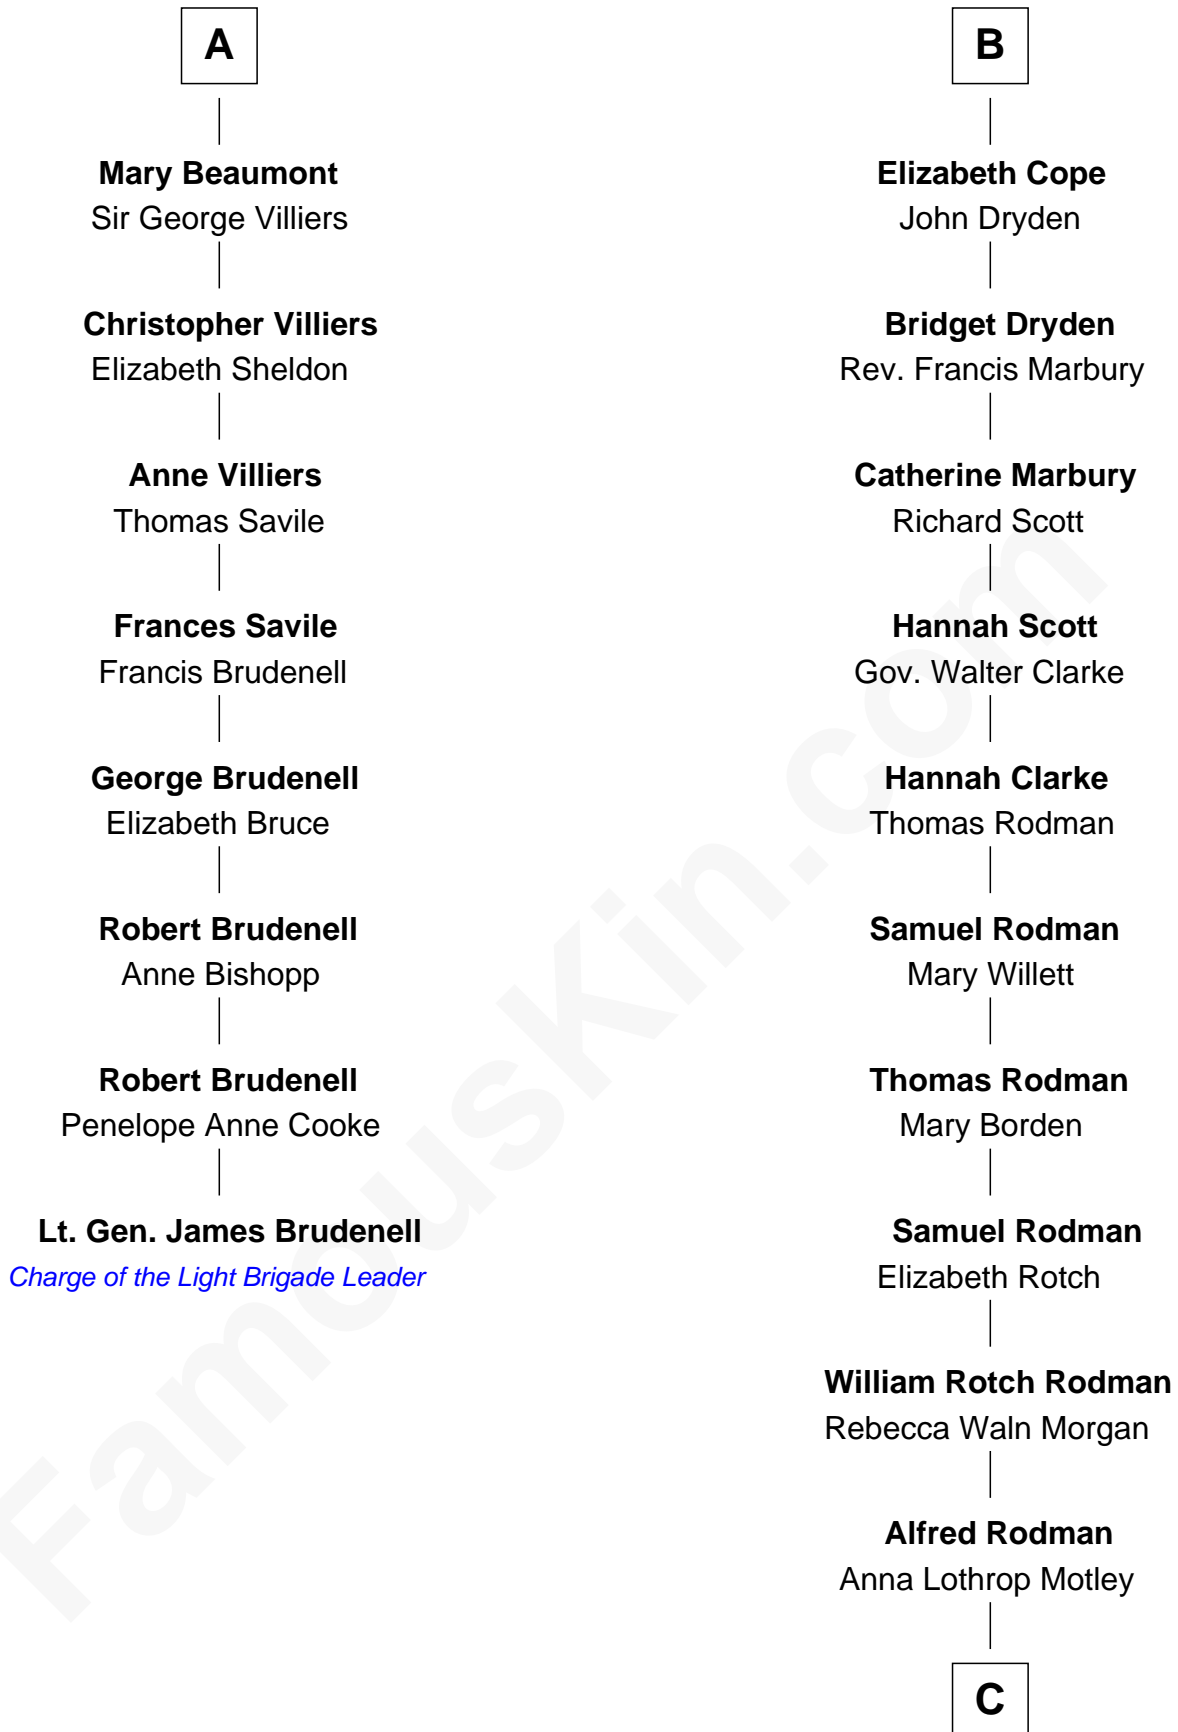 A
Mary Beaumont
Sir George Villiers
Christopher Villiers
Elizabeth Sheldon
Anne Villiers
Thomas Savile
Frances Savile
Francis Brudenell
George Brudenell
Elizabeth Bruce
Robert Brudenell
Anne Bishopp
Robert Brudenell
Penelope Anne Cooke
Lt. Gen. James Brudenell
Charge of the Light Brigade Leader
B
Elizabeth Cope
John Dryden
Bridget Dryden
Rev. Francis Marbury
Catherine Marbury
Richard Scott
Hannah Scott
Gov. Walter Clarke
Hannah Clarke
Thomas Rodman
Samuel Rodman
Mary Willett
Thomas Rodman
Mary Borden
Samuel Rodman
Elizabeth Rotch
William Rotch Rodman
Rebecca Waln Morgan
Alfred Rodman
Anna Lothrop Motley
C
FamousKin.com